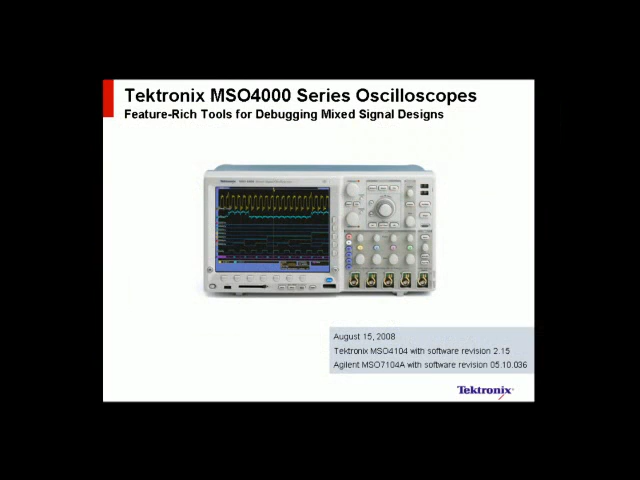 Tektronix MSO4000 Series Oscilloscopes
Feature-Rich Tools for Debugging Mixed Signal Designs
August 15, 2008
Tektronix MSO4104 with software revision 2.15
Agilent MSO7104A with software revision 05.10.036
Tektronix